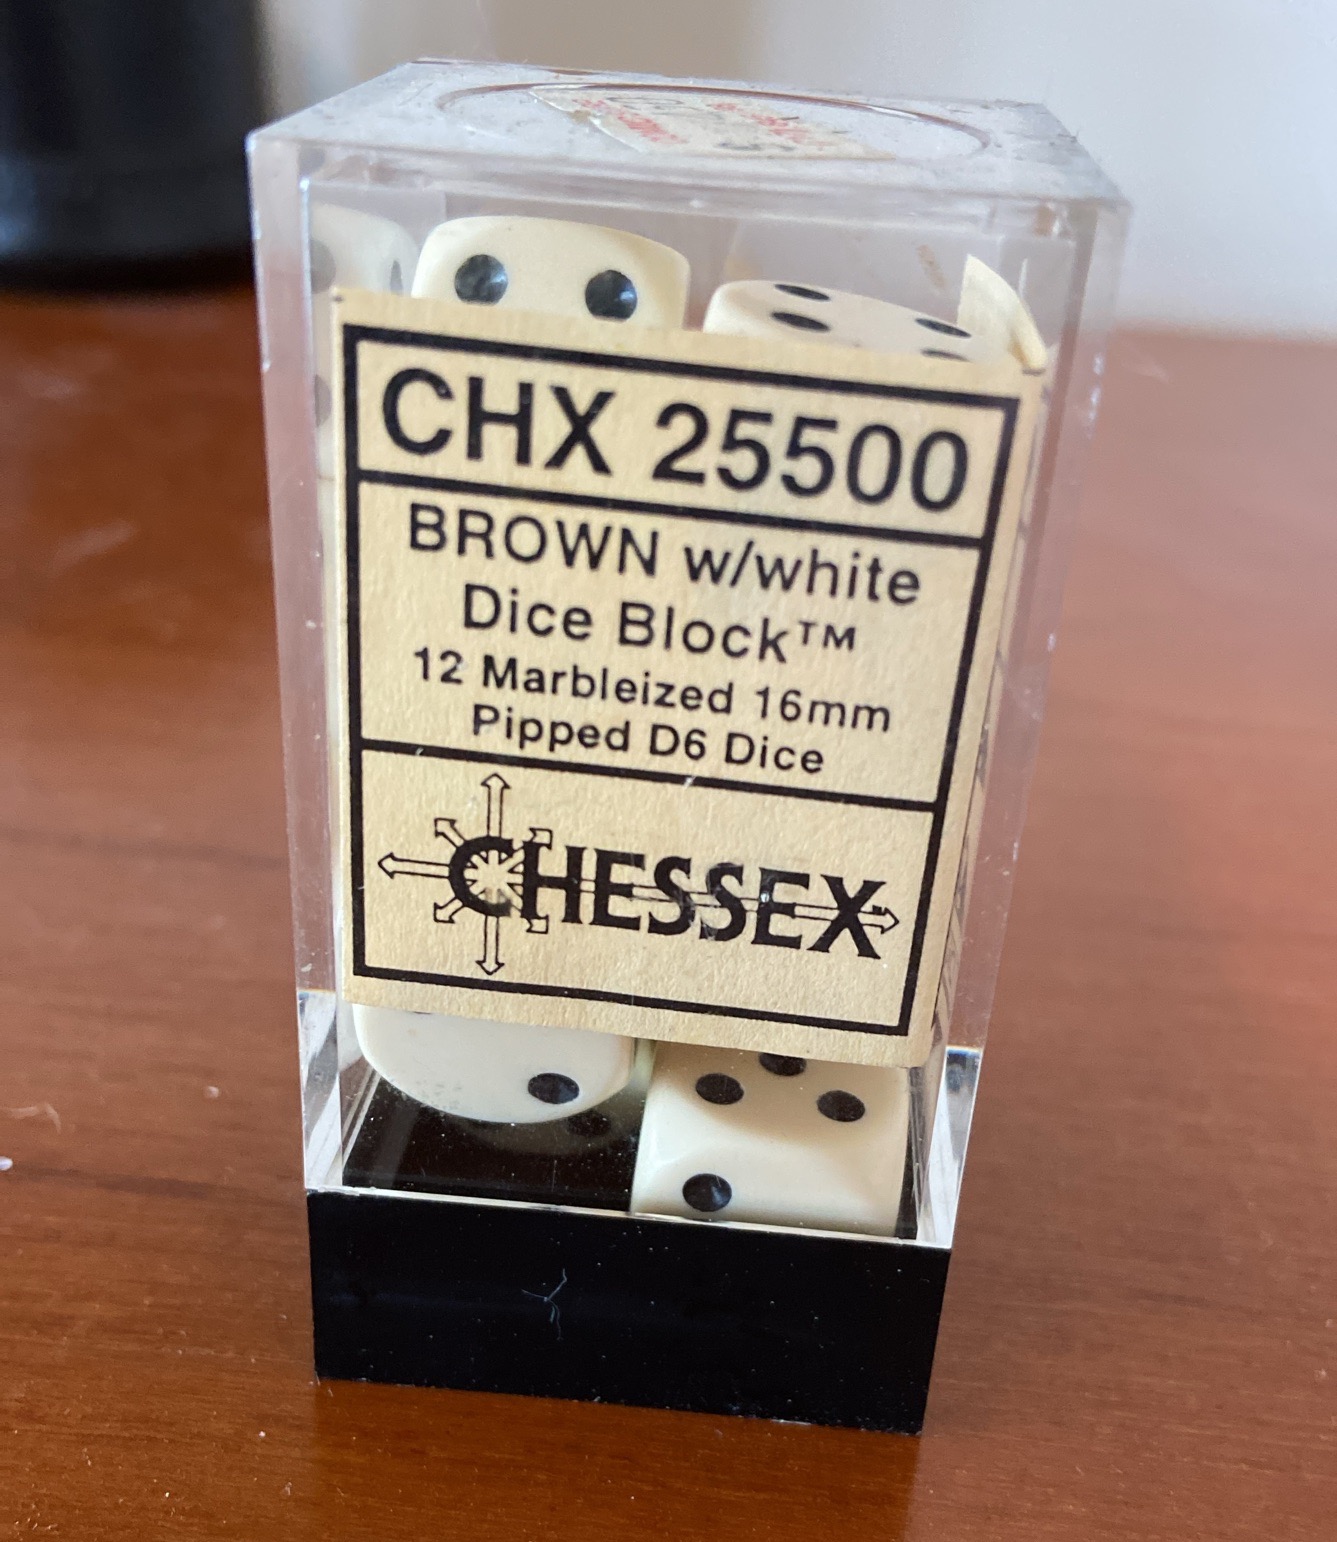 CHX 25500
BROWN w/white
Dice Block™
12 Marbleized 16mm
Pipped D6 Dice
CHESSEX